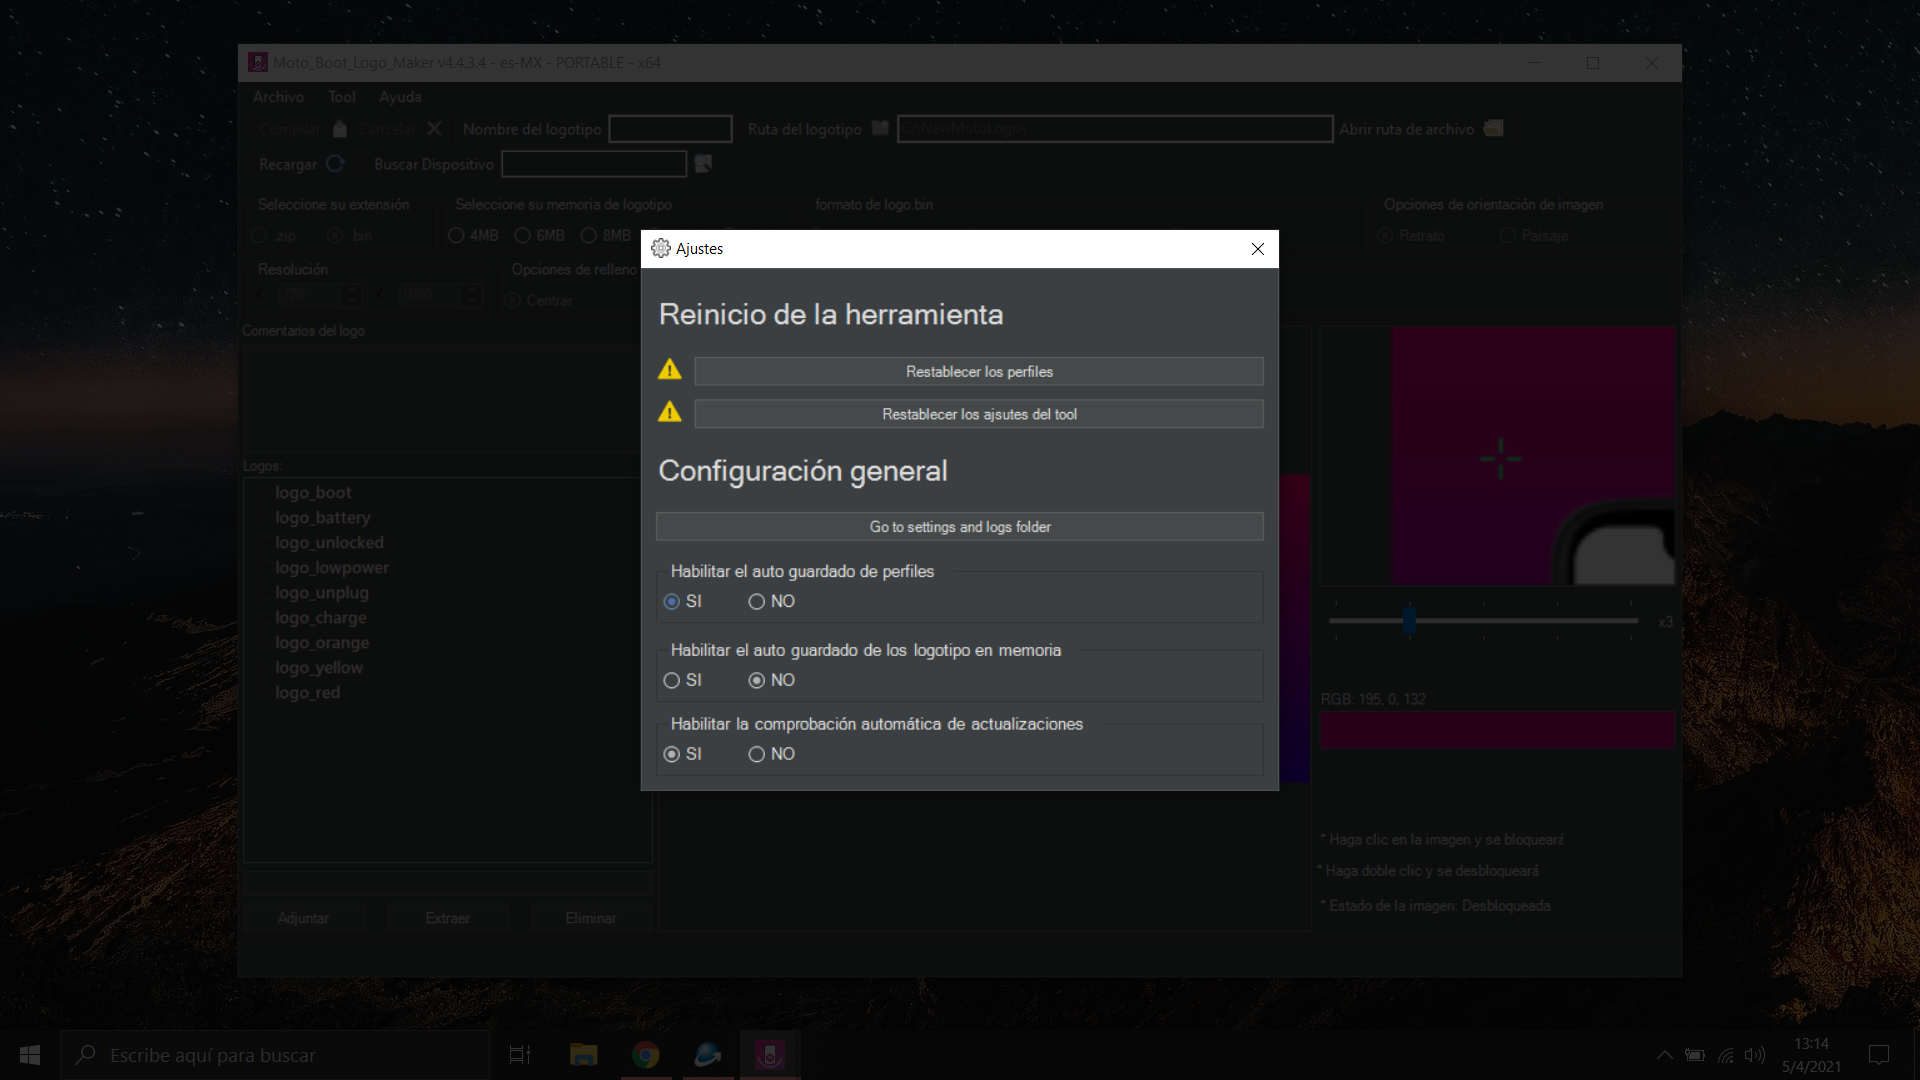 Moto_Boot_Logo_Maker v4.4.3.4 - es-MX - PORTABLE - x64
Archivo Tool Ayuda
Compilar Cancelar Nombre del logotipo Ruta del logotipo C:\NewMotoLogo\ Abrir ruta de archivo
Recargar Buscar Dispositivo
Seleccione su extensión Seleccione su memoria de logotipo formato de logo.bin Opciones de orientación de imagen
zip bin 4MB 6MB 8MB Retrato Paisaje
Resolución Opciones de relleno
X 720 Y Centrar
Comentarios del logo
Logos:
logo_boot
logo_battery
logo_unlocked
logo_lowpower
logo_unplug
logo_charge
logo_orange
logo_yellow
logo_red
Adjuntar Extraer Eliminar
Ajustes
Reinicio de la herramienta
Restablecer los perfiles
Restablecer los ajsutes del tool
Configuración general
Go to settings and logs folder
Habilitar el auto guardado de perfiles
SI NO
Habilitar el auto guardado de los logotipo en memoria
SI NO
Habilitar la comprobación automática de actualizaciones
SI NO
x3
RGB: 195, 0, 132
* Haga clic en la imagen y se bloqueará
* Haga doble clic y se desbloqueará
* Estado de la imagen: Desbloqueada
Escribe aquí para buscar
13:14
5/4/2021